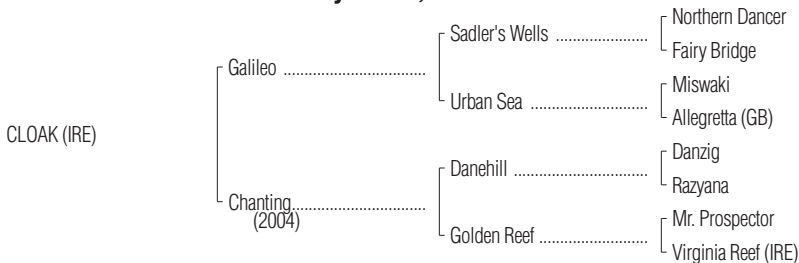 Northern Dancer
Sadler's Wells ..........................
Fairy Bridge
Galileo ..................................
Miswaki
Urban Sea .................................
Allegretta (GB)
CLOAK (IRE)
Danzig
Danehill .....................................
Razyana
Chanting......................................
(2004)
Mr. Prospector
Golden Reef ...............................
Virginia Reef (IRE)